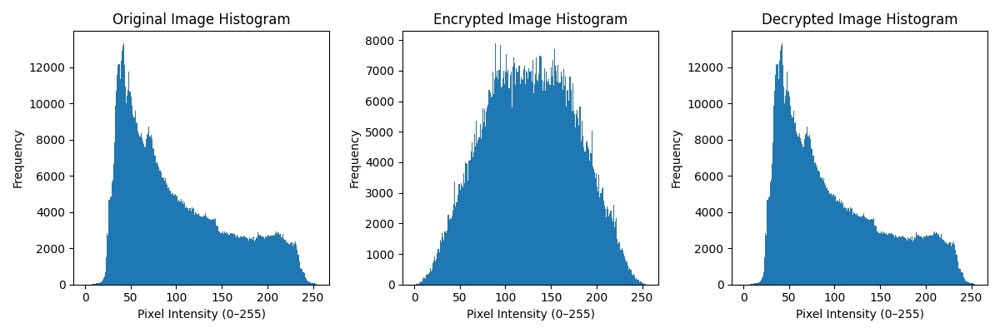 Original Image Histogram
Frequency
12000
10000
8000
6000
4000
2000
0
0 50 100 150 200 250
Pixel Intensity (0–255)
Encrypted Image Histogram
Frequency
8000
7000
6000
5000
4000
3000
2000
1000
0
0 50 100 150 200 250
Pixel Intensity (0–255)
Decrypted Image Histogram
Frequency
12000
10000
8000
6000
4000
2000
0
0 50 100 150 200 250
Pixel Intensity (0–255)